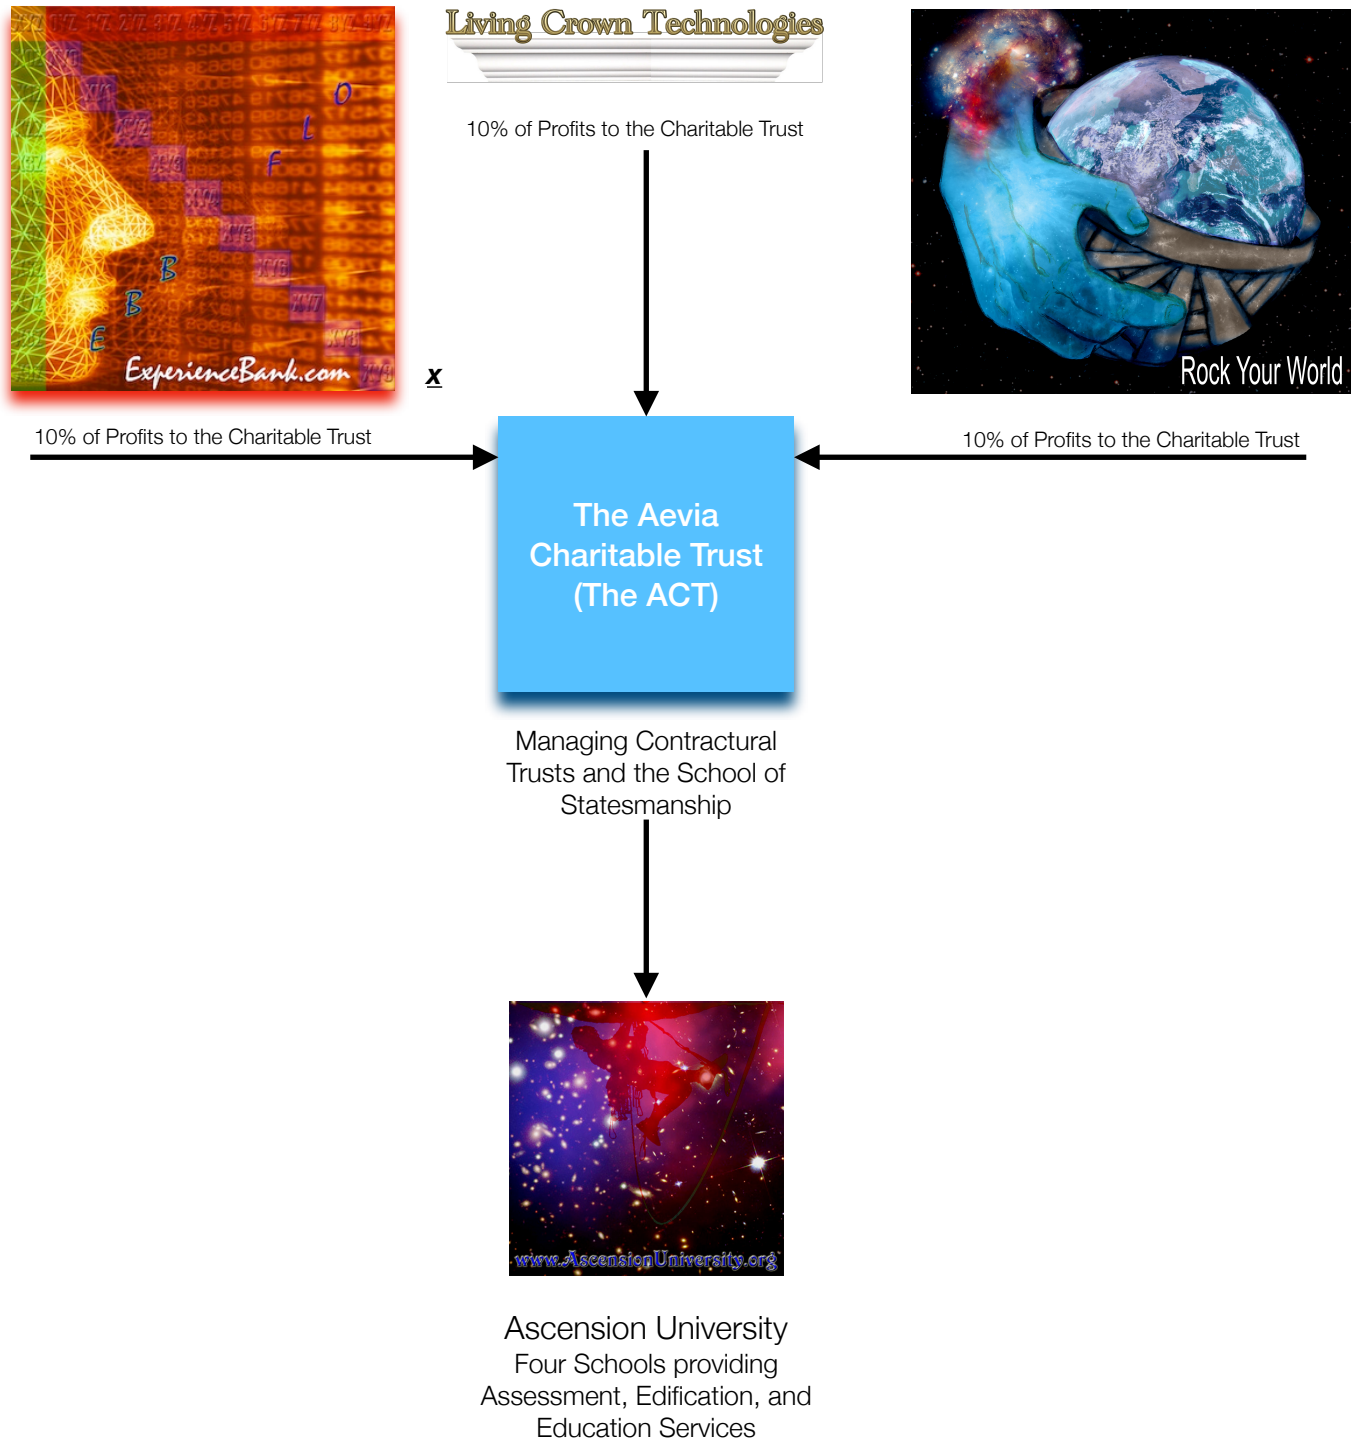 Living Crown Technologies
10% of Profits to the Charitable Trust
O
L
F
B
B
E
ExperienceBank.com
x
Rock Your World
10% of Profits to the Charitable Trust
10% of Profits to the Charitable Trust
The Aevia
Charitable Trust
(The ACT)
Managing Contractural
Trusts and the School of
Statesmanship
www.AscensionUniversity.org
Ascension University
Four Schools providing
Assessment, Edification, and
Education Services